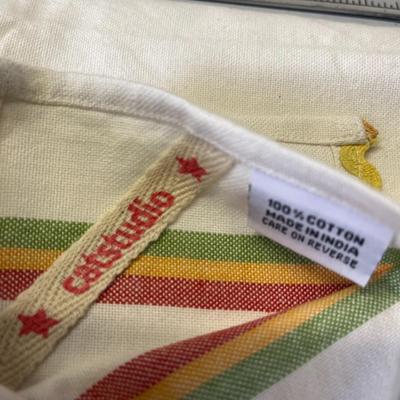 catstudio
100% COTTON
MADE IN INDIA
CARE ON REVERSE